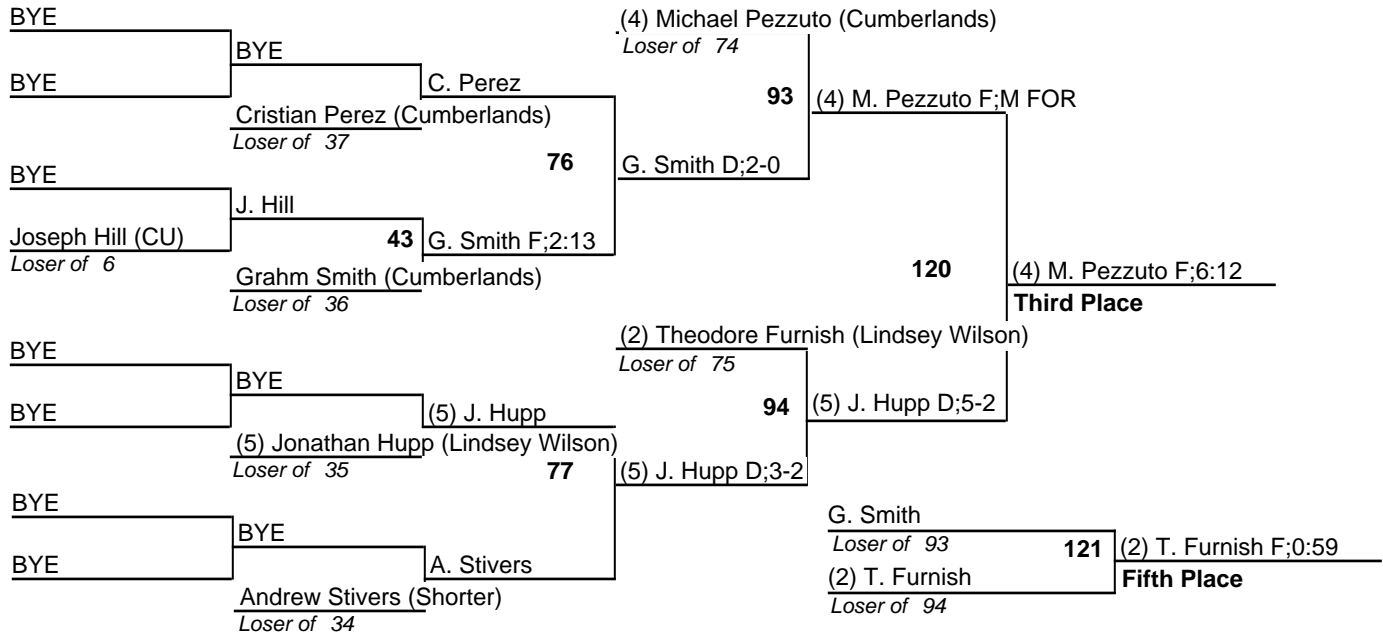 BYE
BYE
BYE
C. Perez
Cristian Perez (Cumberlands)
Loser of 37
BYE
J. Hill
Joseph Hill (CU)
Loser of 6
43
G. Smith F;2:13
Grahm Smith (Cumberlands)
Loser of 36
76
(4) Michael Pezzuto (Cumberlands)
Loser of 74
93
(4) M. Pezzuto F;M FOR
G. Smith D;2-0
120
(4) M. Pezzuto F;6:12
Third Place
BYE
BYE
BYE
(5) J. Hupp
(5) Jonathan Hupp (Lindsey Wilson)
Loser of 35
77
(2) Theodore Furnish (Lindsey Wilson)
Loser of 75
94
(5) J. Hupp D;5-2
(5) J. Hupp D;3-2
BYE
BYE
BYE
A. Stivers
Andrew Stivers (Shorter)
Loser of 34
G. Smith
Loser of 93
121
(2) T. Furnish F;0:59
(2) T. Furnish
Fifth Place
Loser of 94